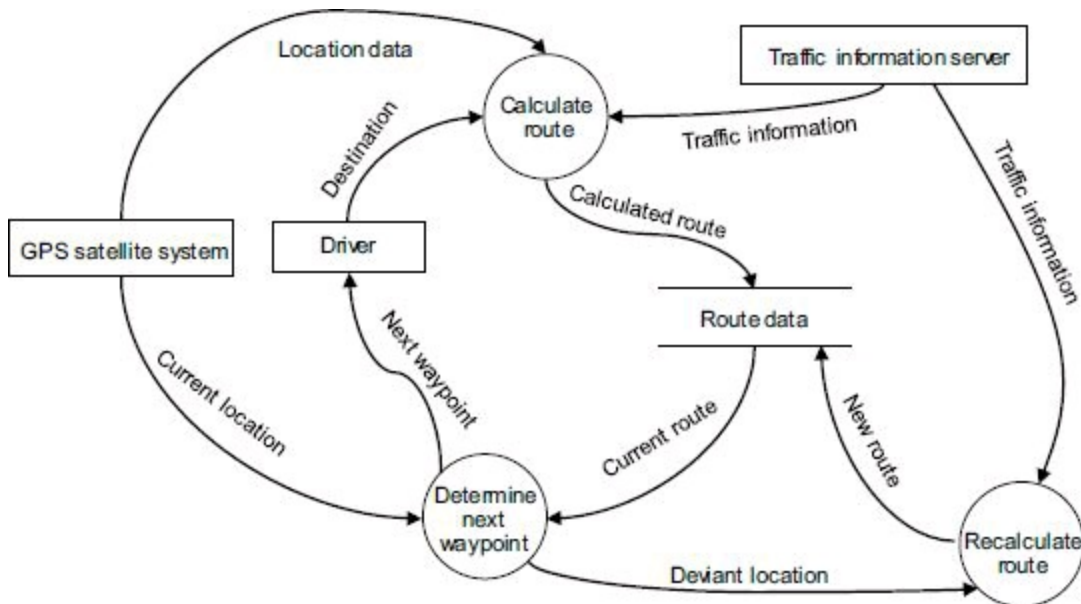 Location data
Traffic information server
Calculate
route
Traffic information
Destination
Traffic information
Calculated route
GPS satellite system
Driver
Route data
Next waypoint
Current location
Current route
New route
Determine
next
waypoint
Recalculate
route
Deviant location